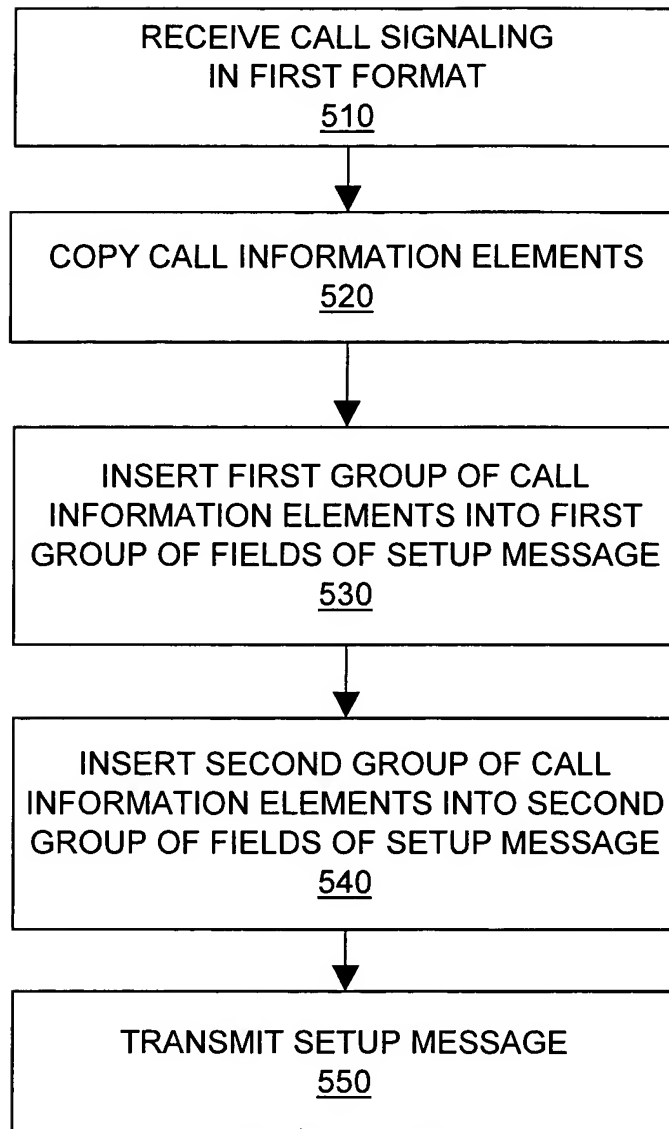 RECEIVE CALL SIGNALING
IN FIRST FORMAT
510
COPY CALL INFORMATION ELEMENTS
520
INSERT FIRST GROUP OF CALL
INFORMATION ELEMENTS INTO FIRST
GROUP OF FIELDS OF SETUP MESSAGE
530
INSERT SECOND GROUP OF CALL
INFORMATION ELEMENTS INTO SECOND
GROUP OF FIELDS OF SETUP MESSAGE
540
TRANSMIT SETUP MESSAGE
550